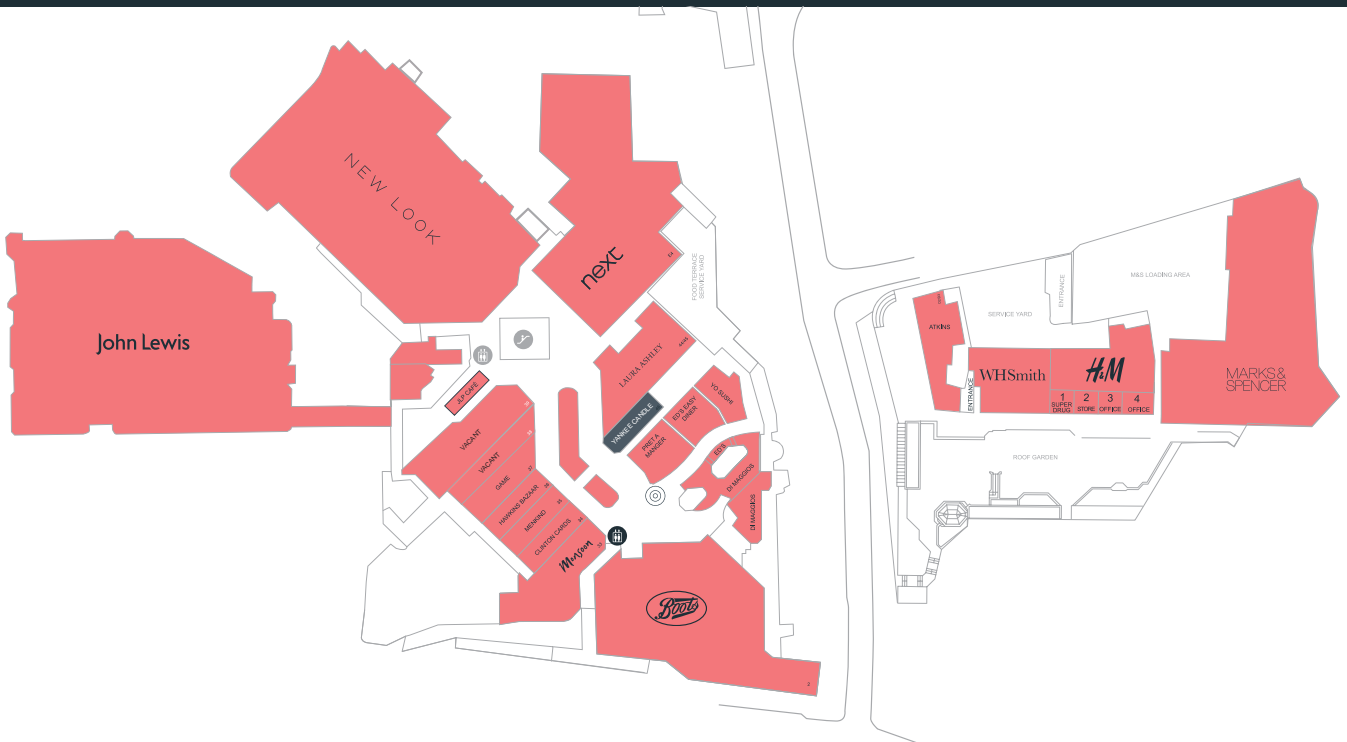 NEW LOOK
next
E4
FOOD TERRACE
SERVICE YARD
John Lewis
LAURA ASHLEY
JLP CAFE
YANKEE CANDLE
ED'S EASY
DINER
YO SUSHI
PRET A
MANGER
ED'S
DI MAGGIOS
DI MAGGIOS
VACANT
VACANT
GAME
HAWKINS BAZAAR
MENKIND
CLINTON CARDS
Monsoon
Boots
ATKINS
SERVICE YARD
ENTRANCE
M&S LOADING AREA
ENTRANCE
WHSmith
H&M
1
SUPER
DRUG
2
STORE
3
OFFICE
4
OFFICE
MARKS &
SPENCER
ROOF GARDEN